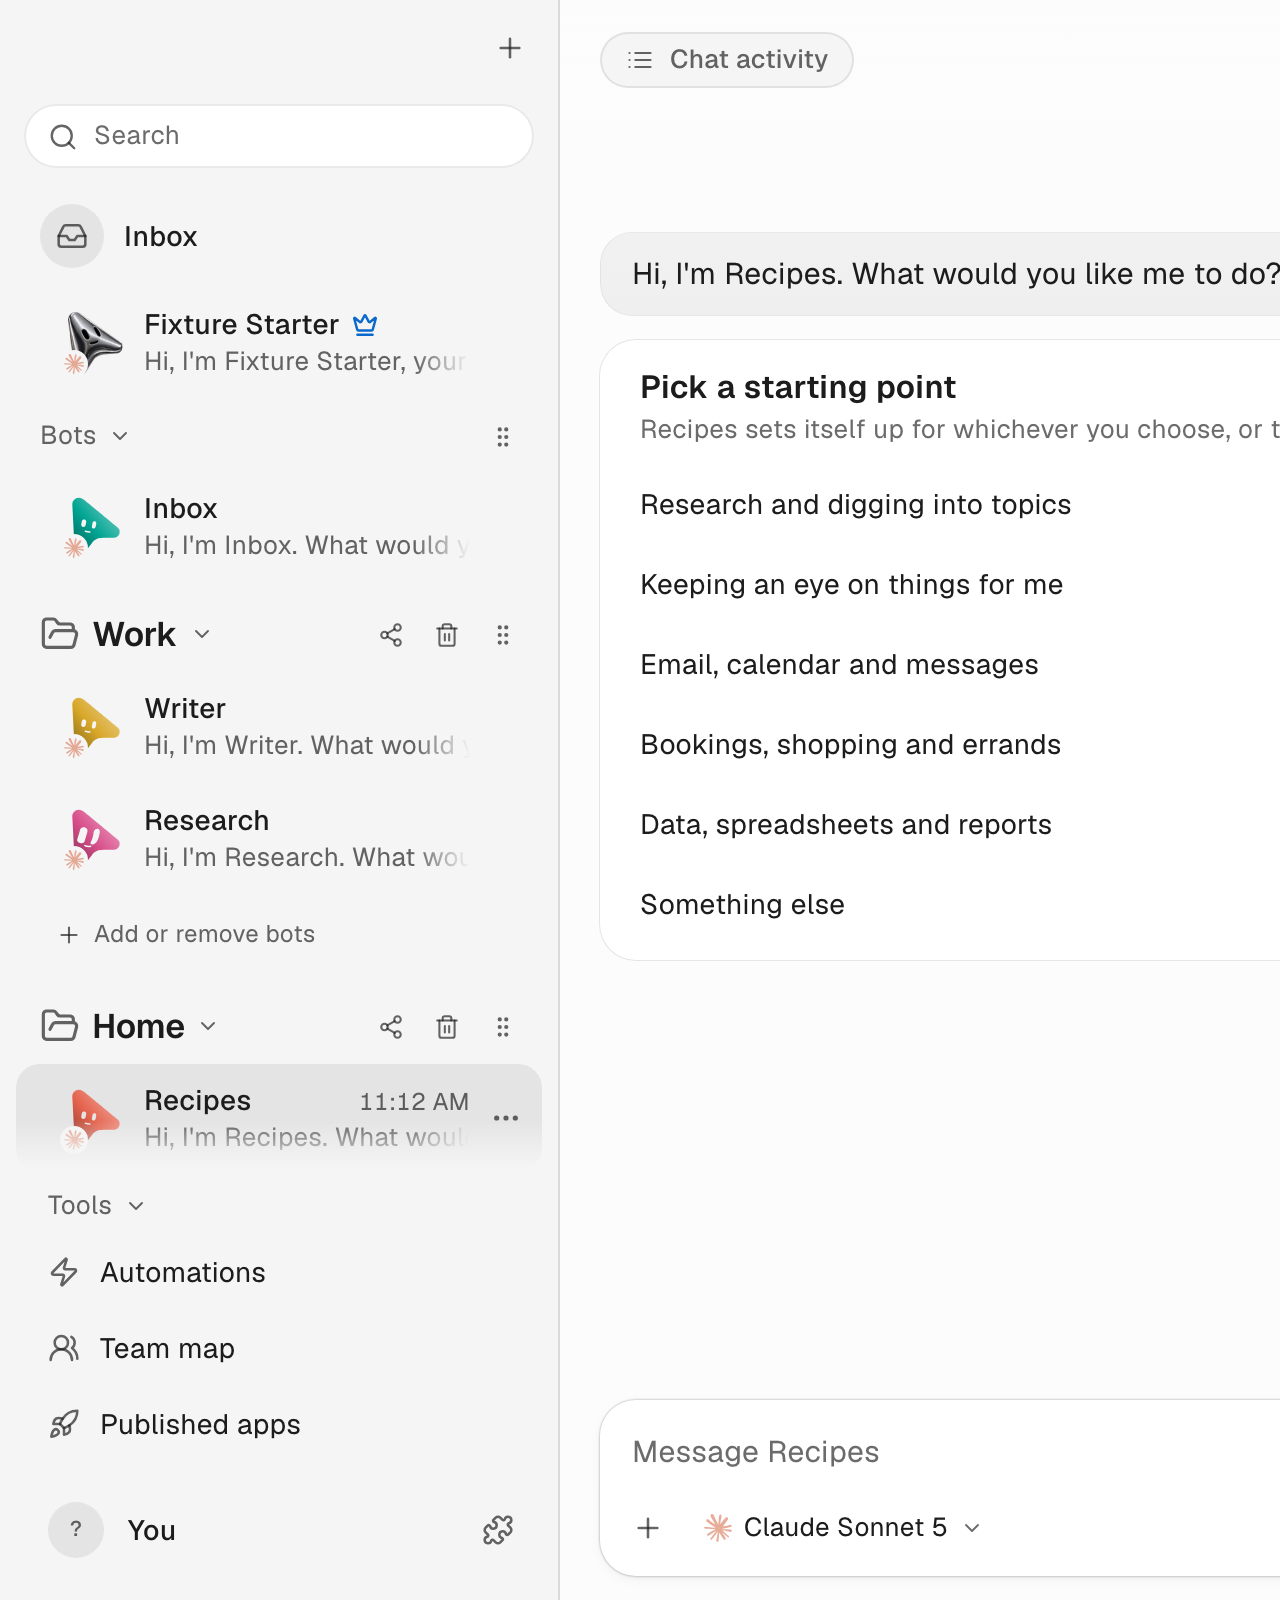 Search
Inbox
Fixture Starter
Hi, I'm Fixture Starter, your
Bots
Inbox
Hi, I'm Inbox. What would
Work
Writer
Hi, I'm Writer. What would
Research
Hi, I'm Research. What
Add or remove bots
Home
Recipes 11:12 AM
Hi, I'm Recipes. What
Tools
Automations
Team map
Published apps
? You
Chat activity
Hi, I'm Recipes. What would you like me to do?
Pick a starting point
Recipes sets itself up for whichever you choose, or
Research and digging into topics
Keeping an eye on things for me
Email, calendar and messages
Bookings, shopping and errands
Data, spreadsheets and reports
Something else
Message Recipes
Claude Sonnet 5